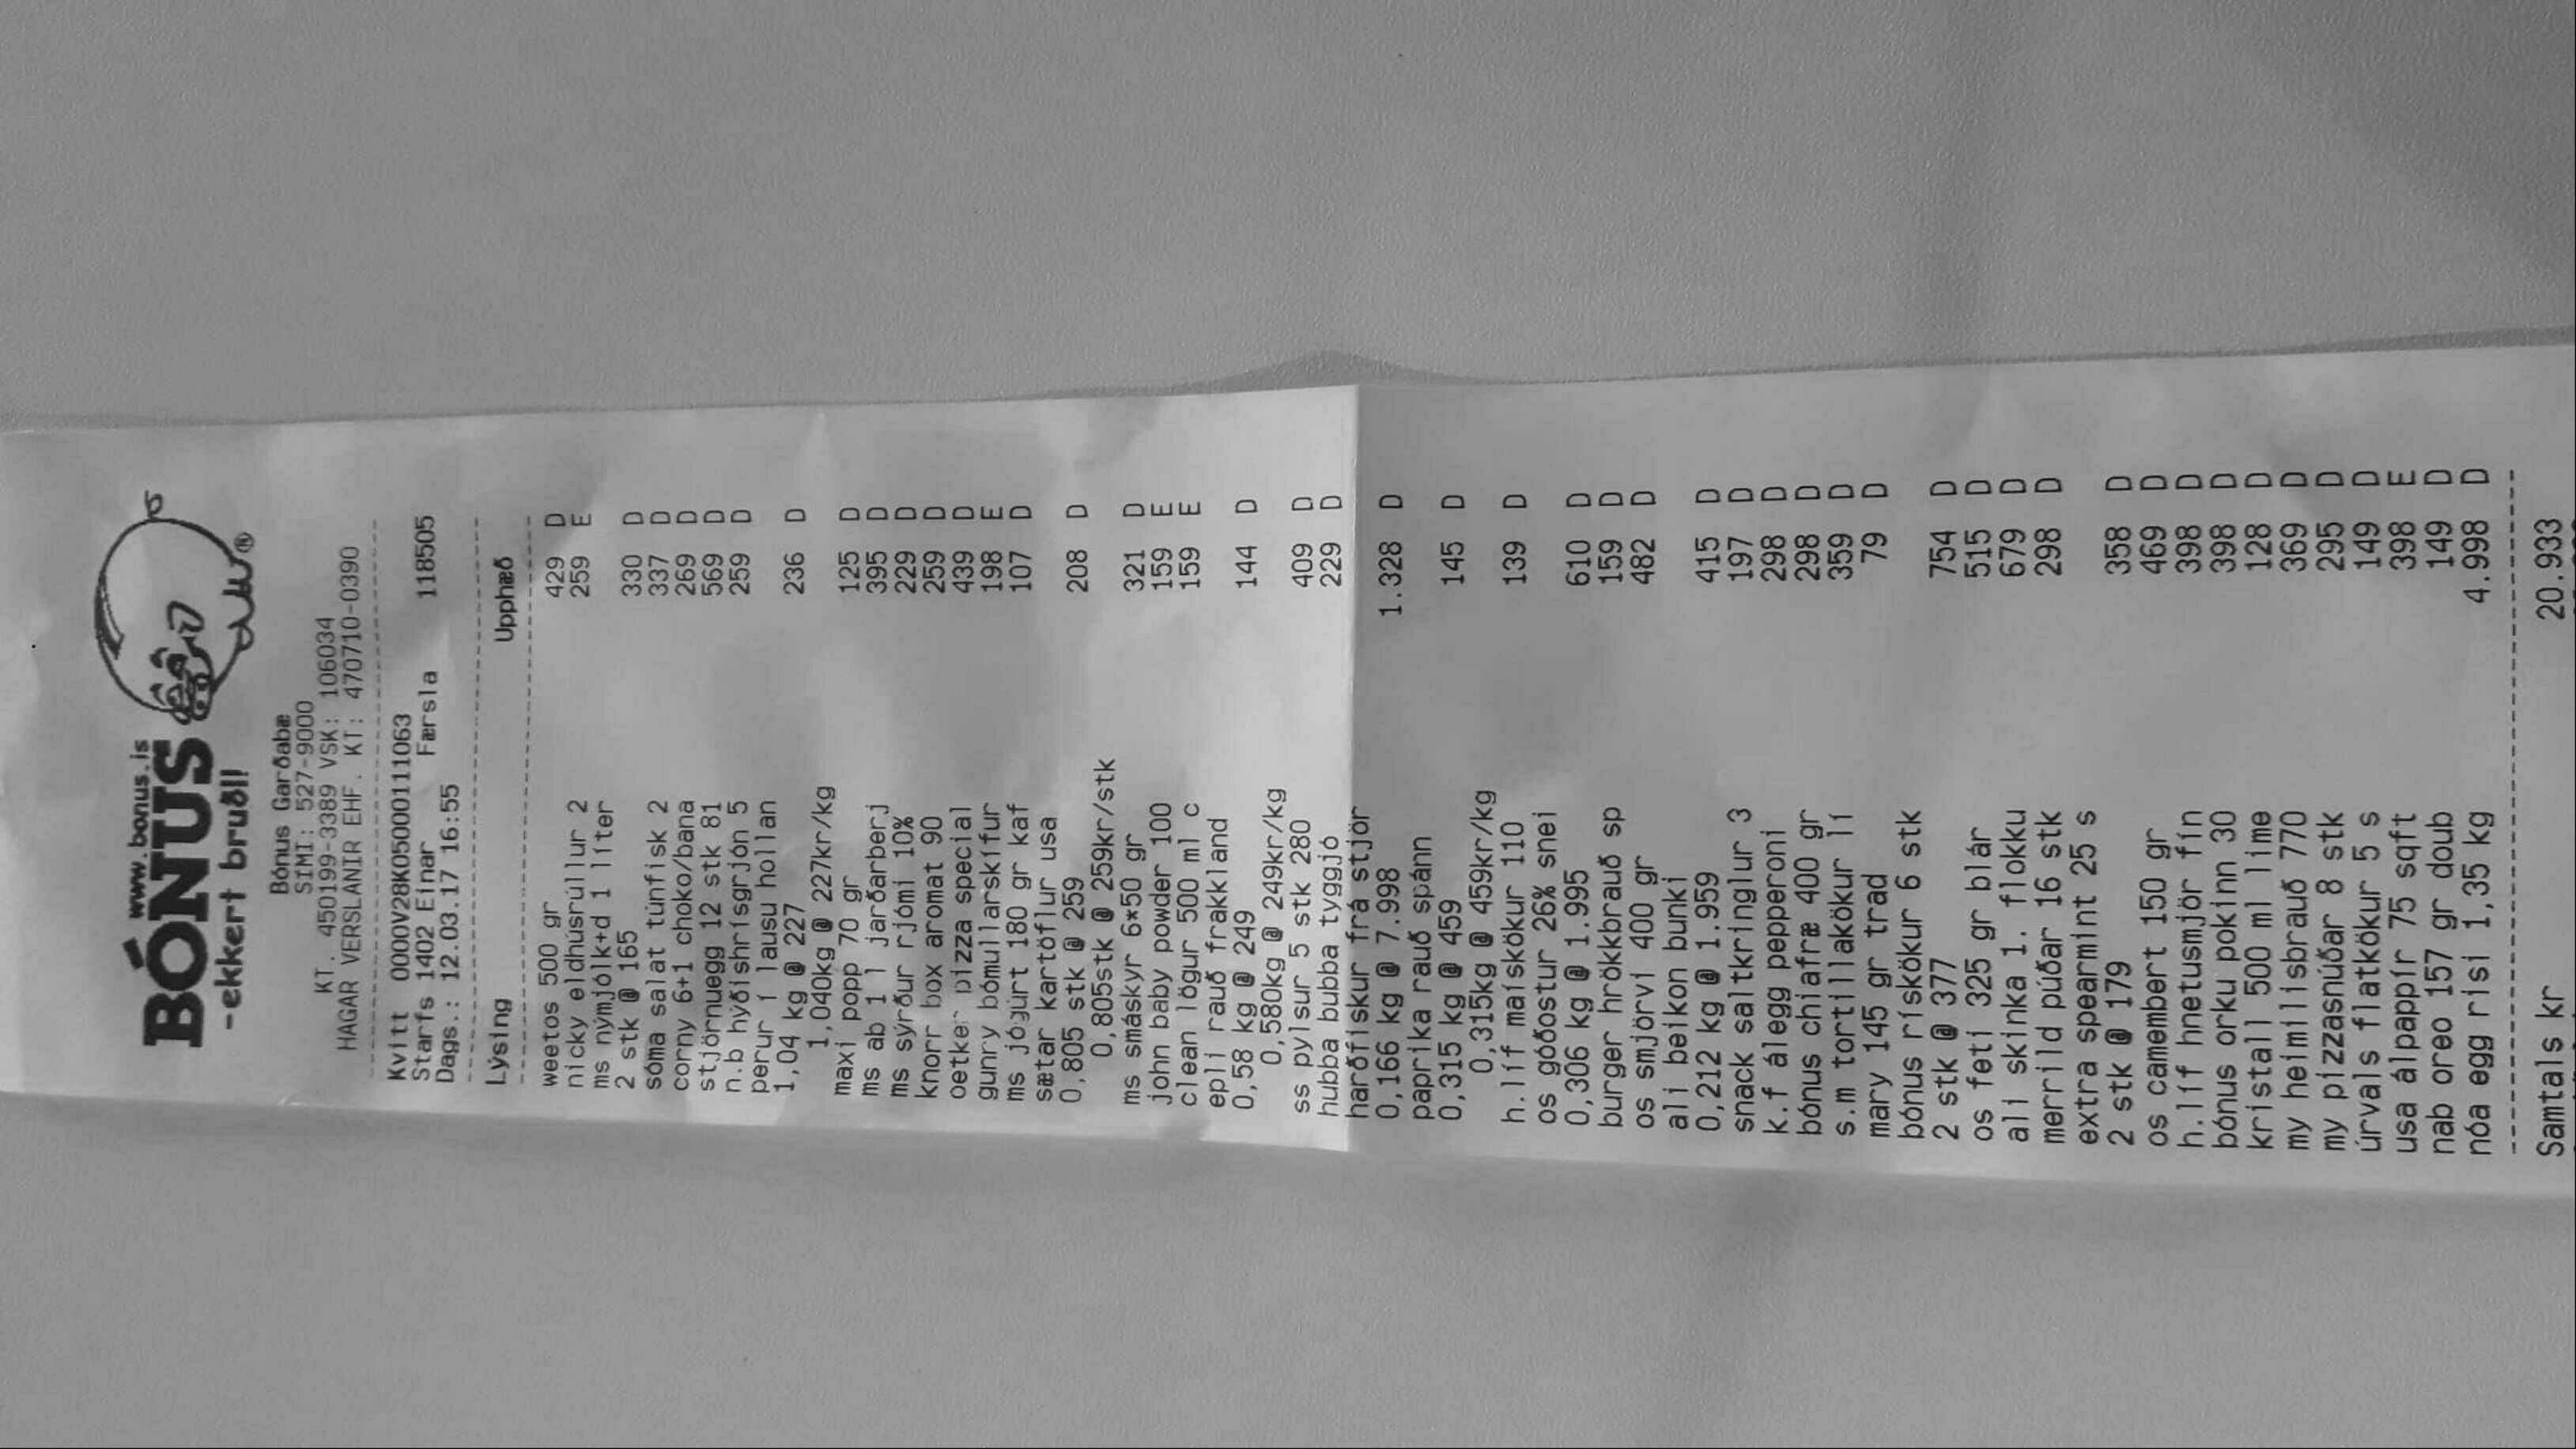 www.bonus.is
BÓNUS
-ekkert bruðl!
®
Bónus Garðabæ
SIMI: 527-9000
KT. 450199-3389 VSK: 106034
HAGAR VERSLANIR EHF. KT: 470710-0390
Kvitt 0000V28K0500011063
Starfs 1402 Einar Færsla 118505
Dags.: 12.03.17 16:55
Lýsing Upphæð
weetos 500 gr 429 D
nicky eldhúsrúllur 2 259 E
ms nýmjólk+d 1 líter
2 stk @ 165 330 D
sóma salat túnfisk 2 337 D
corny 6+1 choko/bana 269 D
stjörnuegg 12 stk 81 569 D
n.b hýðishrísgrjón 5 259 D
perur í lausu hollan
1,04 kg @ 227 236 D
1,040kg @ 227kr/kg
maxi popp 70 gr 125 D
ms ab 1 l jarðarberj 395 D
ms sýrður rjómi 10% 229 D
knorr box aromat 90 259 D
oetker pizza special 439 D
gunry bómullarskífur 198 E
ms jógúrt 180 gr kaf 107 D
sætar kartöflur usa
0,805 stk @ 259 208 D
0,805stk @ 259kr/stk
ms smáskyr 6*50 gr 321 D
john baby powder 100 159 E
clean lögur 500 ml c 159 E
epli rauð frakkland
0,58 kg @ 249 144 D
0,580kg @ 249kr/kg
ss pylsur 5 stk 280 409 D
hubba bubba tyggjó 229 D
harðfiskur frá stjör
0,166 kg @ 7.998 1.328 D
paprika rauð spánn
0,315 kg @ 459 145 D
0,315kg @ 459kr/kg
h.líf maískökur 110 139 D
os góðostur 26% snei
0,306 kg @ 1.995 610 D
burger hrökkbrauð sp 159 D
os smjörvi 400 gr 482 D
ali beikon bunki
0,212 kg @ 1.959 415 D
snack saltkringlur 3 197 D
k.f álegg pepperoni 298 D
bónus chiafræ 400 gr 298 D
s.m tortillakökur lí 359 D
mary 145 gr trad 79 D
bónus rískökur 6 stk
2 stk @ 377 754 D
os feti 325 gr blár 515 D
ali skinka 1. flokku 679 D
merrild púðar 16 stk 298 D
extra spearmint 25 s
2 stk @ 179 358 D
os camembert 150 gr 469 D
h.líf hnetusmjör fín 398 D
bónus orku pokinn 30 398 D
kristall 500 ml lime 128 D
my heimilisbrauð 770 369 D
my pizzasnúðar 8 stk 295 D
úrvals flatkökur 5 s 149 D
usa álpappír 75 sqft 398 E
nab oreo 157 gr doub 149 D
nóa egg risi 1,35 kg 4.998 D
Samtals kr 20.933